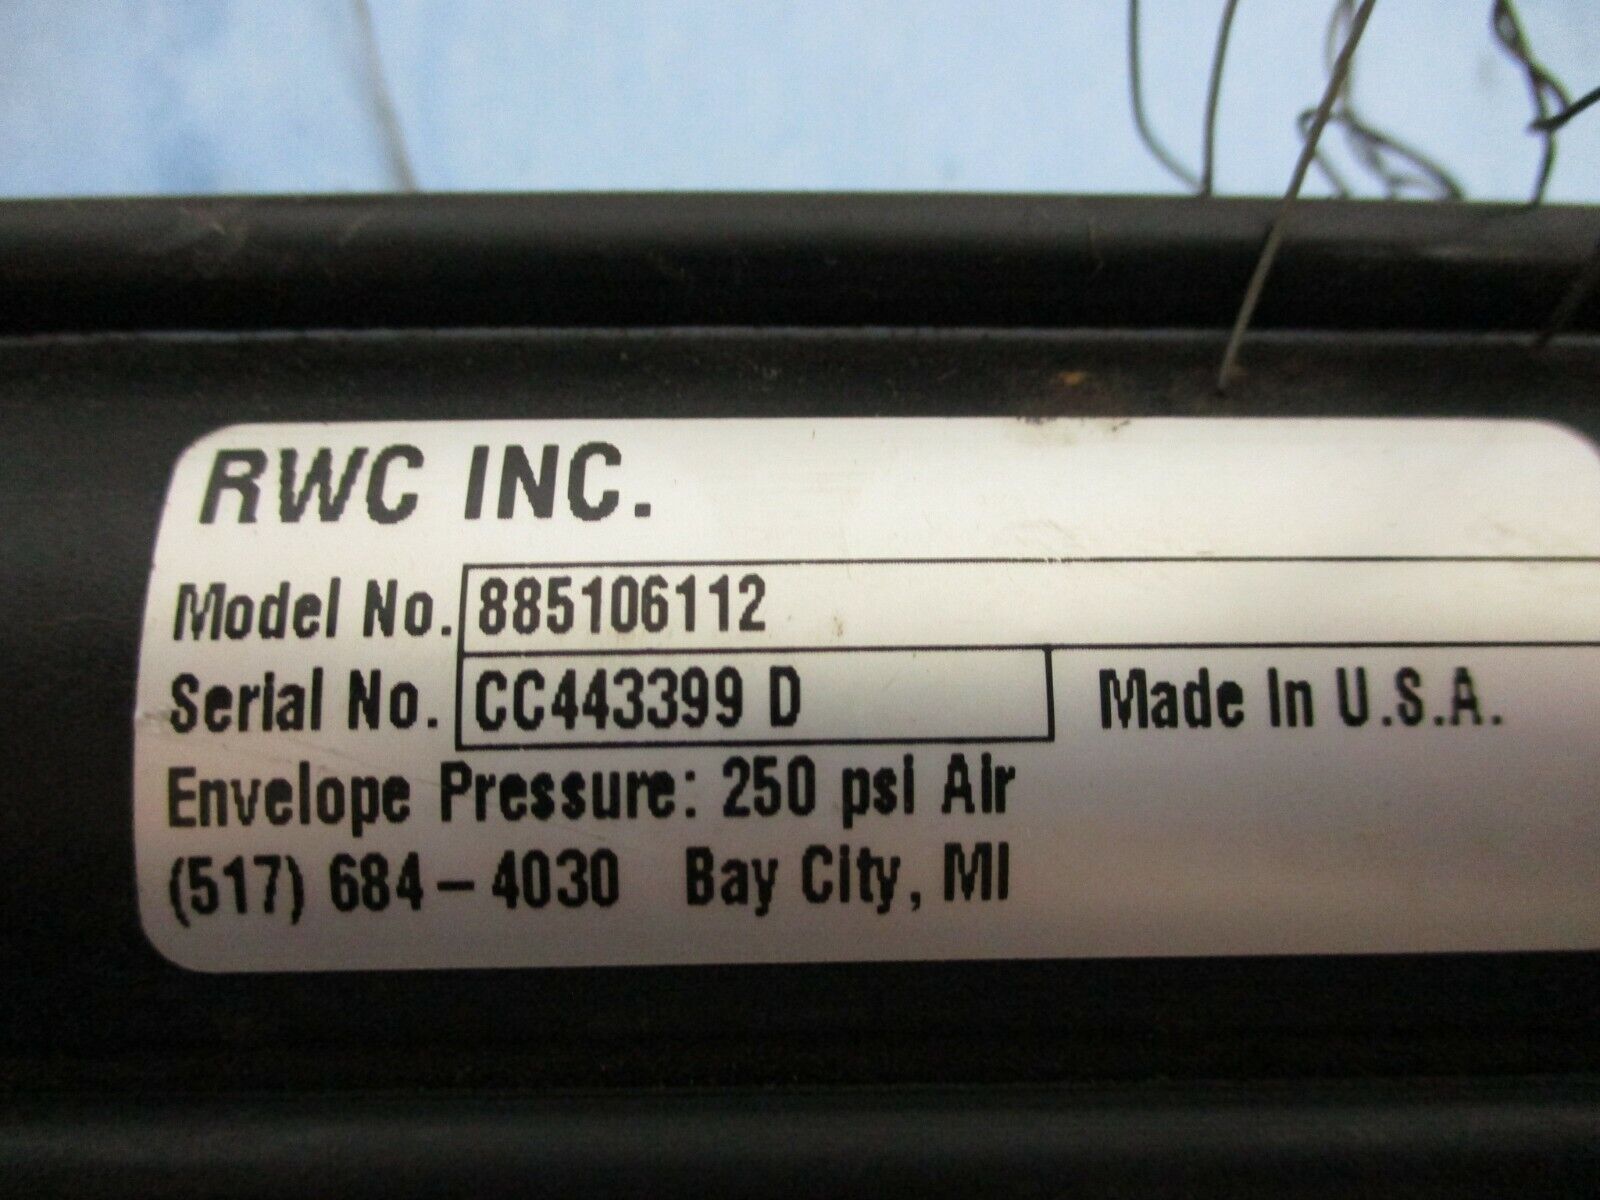 RWC INC.
Model No. 885106112
Serial No. CC443399 D Made In U.S.A.
Envelope Pressure: 250 psi Air
(517) 684-4030 Bay City, MI